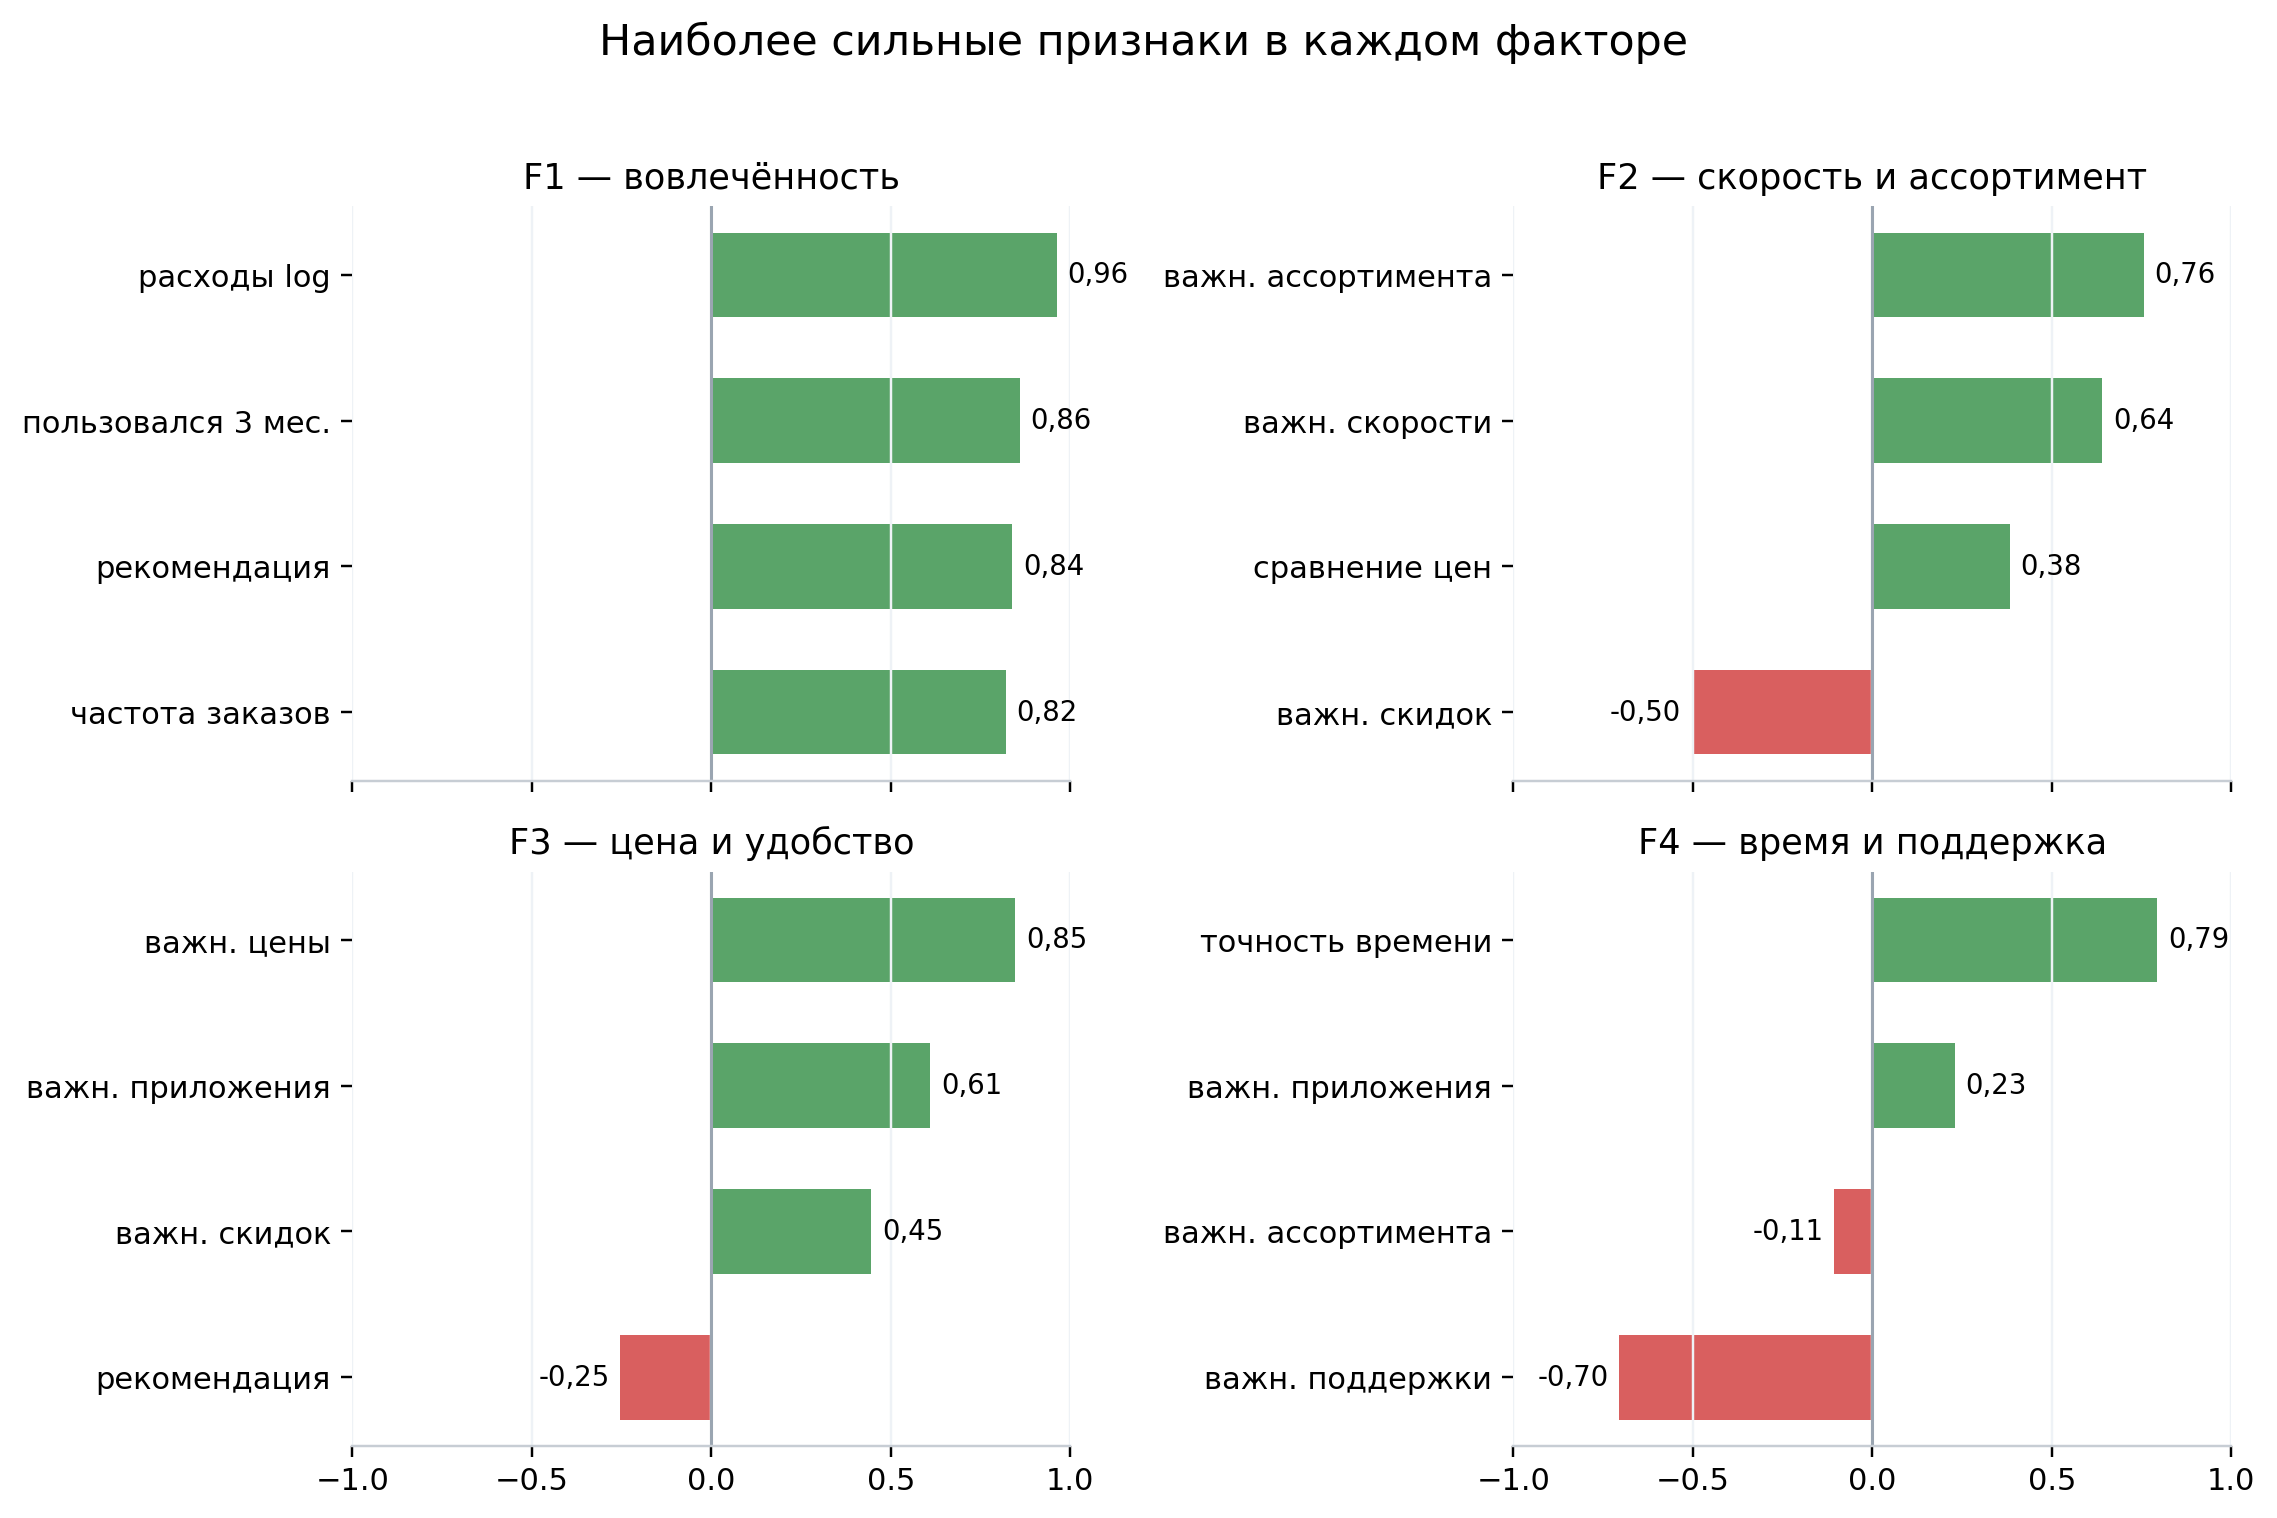 Наиболее сильные признаки в каждом факторе
F1 — вовлечённость
расходы log
0,96
пользовался 3 мес.
0,86
рекомендация
0,84
частота заказов
0,82
F2 — скорость и ассортимент
важн. ассортимента
0,76
важн. скорости
0,64
сравнение цен
0,38
важн. скидок
-0,50
F3 — цена и удобство
важн. цены
0,85
важн. приложения
0,61
важн. скидок
0,45
рекомендация
-0,25
−1.0 −0.5 0.0 0.5 1.0
F4 — время и поддержка
точность времени
0,79
важн. приложения
0,23
важн. ассортимента
-0,11
важн. поддержки
-0,70
−1.0 −0.5 0.0 0.5 1.0